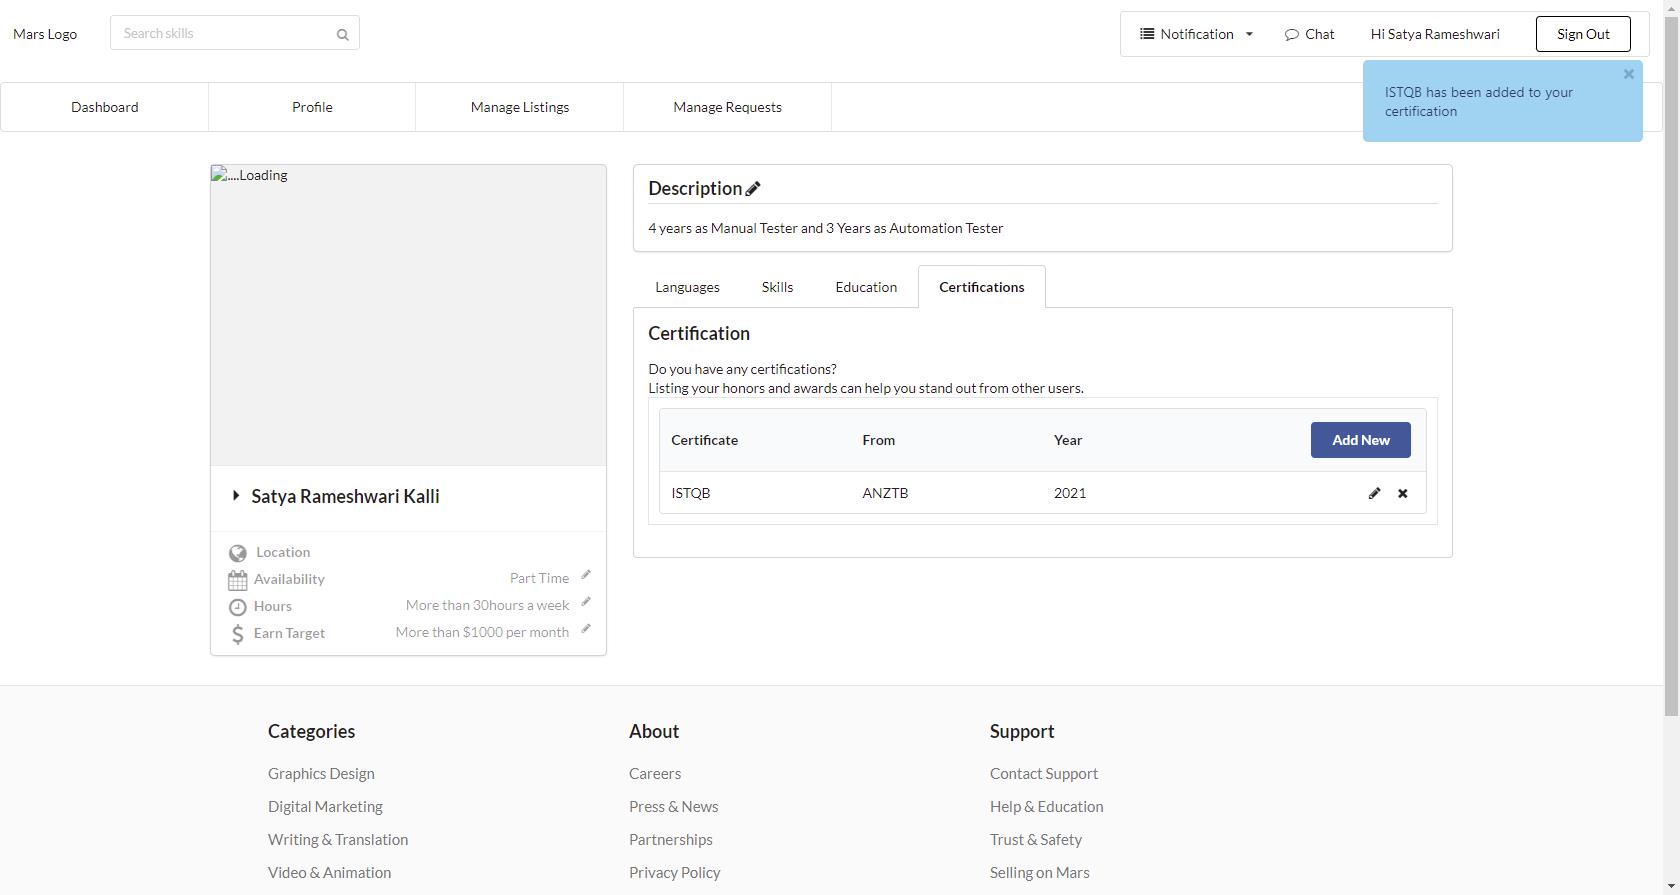 Mars Logo
Search skills
Notification
Chat
Hi Satya Rameshwari
Sign Out
Dashboard
Profile
Manage Listings
Manage Requests
ISTQB has been added to your
certification
....Loading
Satya Rameshwari Kalli
Location
Availability
Part Time
Hours
More than 30hours a week
Earn Target
More than $1000 per month
Description
4 years as Manual Tester and 3 Years as Automation Tester
Languages
Skills
Education
Certifications
Certification
Do you have any certifications?
Listing your honors and awards can help you stand out from other users.
Certificate
From
Year
Add New
ISTQB
ANZTB
2021
Categories
Graphics Design
Digital Marketing
Writing & Translation
Video & Animation
About
Careers
Press & News
Partnerships
Privacy Policy
Support
Contact Support
Help & Education
Trust & Safety
Selling on Mars